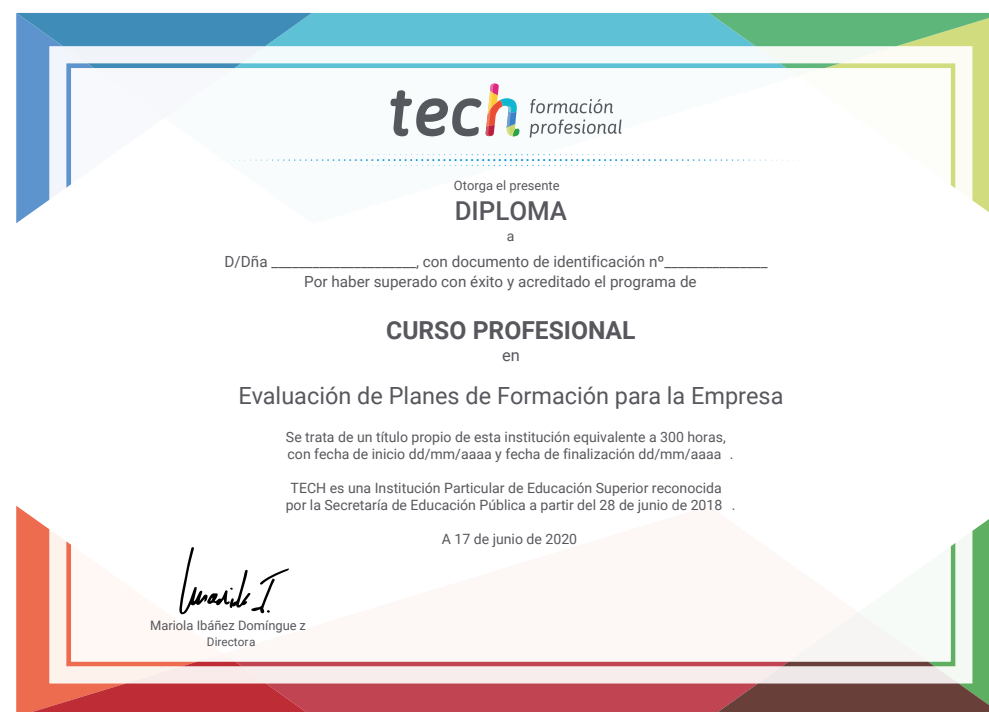 tech formación
profesional
Otorga el presente
DIPLOMA
a
D/Dña _____________________, con documento de identificación nº_______________
Por haber superado con éxito y acreditado el programa de
CURSO PROFESIONAL
en
Evaluación de Planes de Formación para la Empresa
Se trata de un título propio de esta institución equivalente a 300 horas,
con fecha de inicio dd/mm/aaaa y fecha de finalización dd/mm/aaaa .
TECH es una Institución Particular de Educación Superior reconocida
por la Secretaría de Educación Pública a partir del 28 de junio de 2018 .
A 17 de junio de 2020
Mariola I.
Mariola Ibáñez Domíngue z
Directora